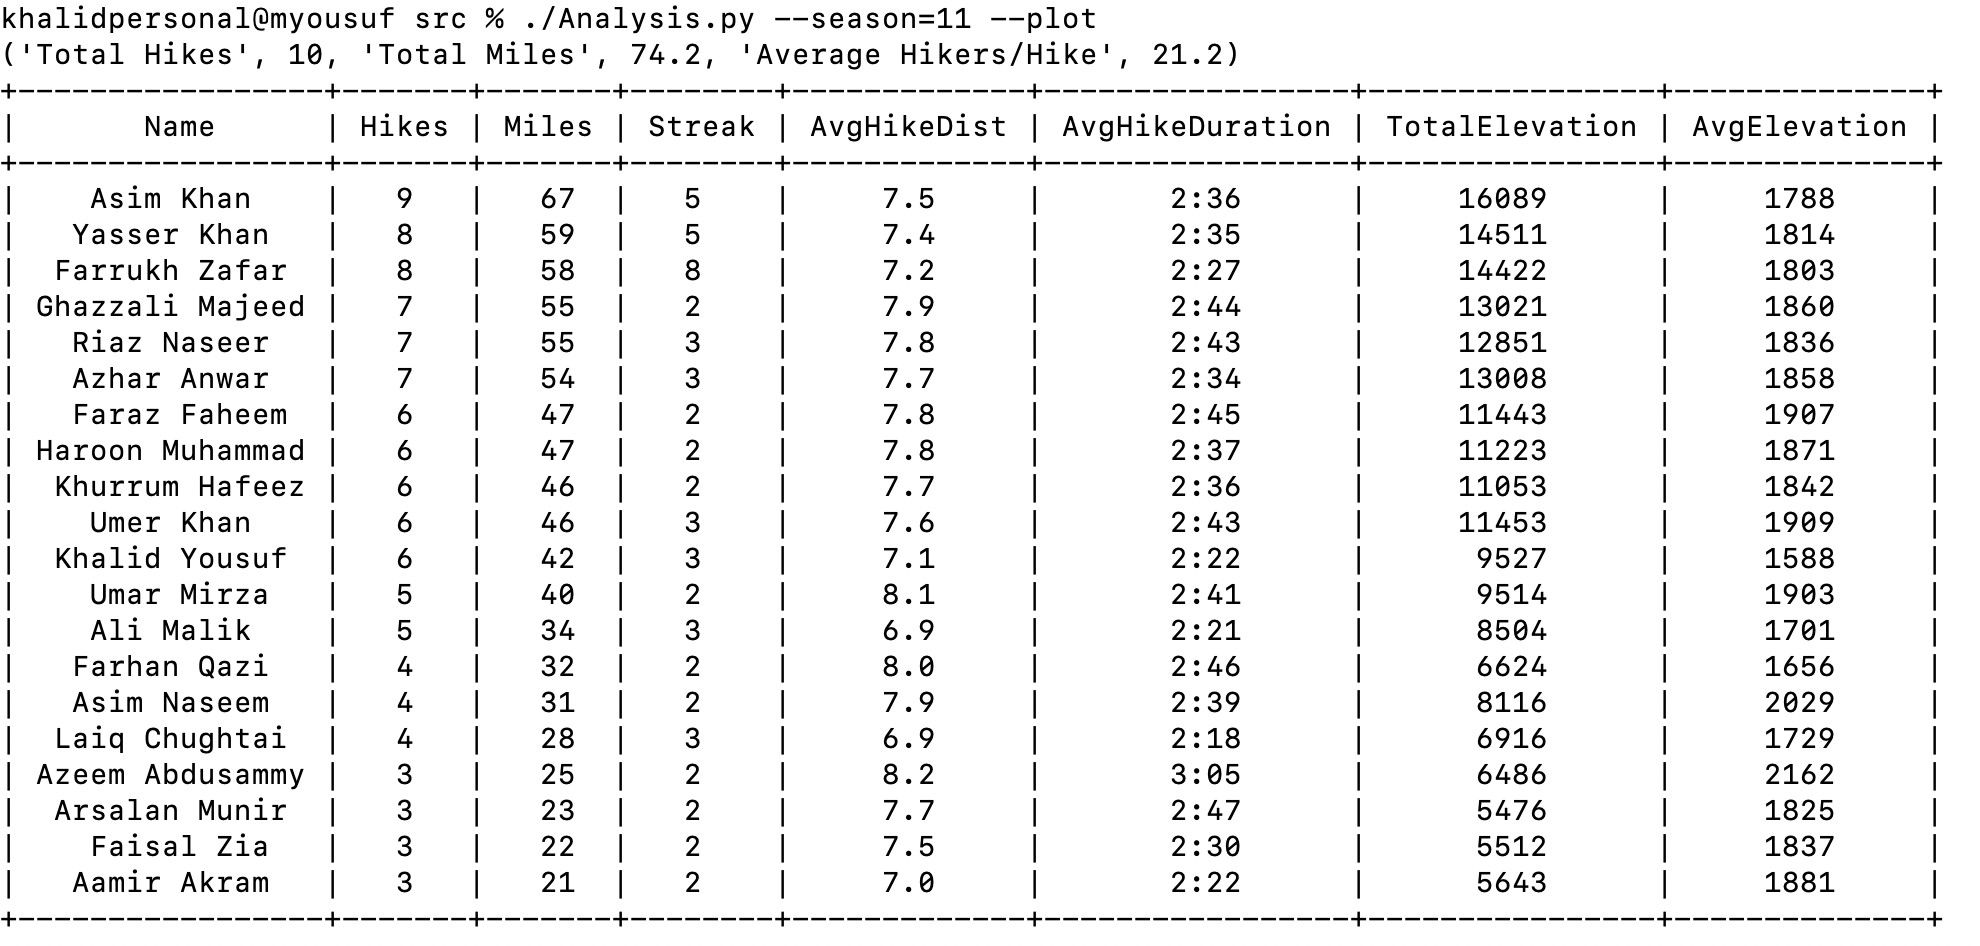 khalidpersonal@myousuf src % ./Analysis.py --season=11 --plot
('Total Hikes', 10, 'Total Miles', 74.2, 'Average Hikers/Hike', 21.2)
+------------------+-------+-------+--------+-------------+-----------------+----------------+--------------+
|       Name       | Hikes | Miles | Streak | AvgHikeDist | AvgHikeDuration | TotalElevation | AvgElevation |
+------------------+-------+-------+--------+-------------+-----------------+----------------+--------------+
|    Asim Khan     |   9   |   67  |   5    |     7.5     |       2:36      |     16089      |     1788     |
|   Yasser Khan    |   8   |   59  |   5    |     7.4     |       2:35      |     14511      |     1814     |
|  Farrukh Zafar   |   8   |   58  |   8    |     7.2     |       2:27      |     14422      |     1803     |
| Ghazzali Majeed  |   7   |   55  |   2    |     7.9     |       2:44      |     13021      |     1860     |
|   Riaz Naseer    |   7   |   55  |   3    |     7.8     |       2:43      |     12851      |     1836     |
|   Azhar Anwar    |   7   |   54  |   3    |     7.7     |       2:34      |     13008      |     1858     |
|   Faraz Faheem   |   6   |   47  |   2    |     7.8     |       2:45      |     11443      |     1907     |
| Haroon Muhammad  |   6   |   47  |   2    |     7.8     |       2:37      |     11223      |     1871     |
|  Khurrum Hafeez  |   6   |   46  |   2    |     7.7     |       2:36      |     11053      |     1842     |
|    Umer Khan     |   6   |   46  |   3    |     7.6     |       2:43      |     11453      |     1909     |
|  Khalid Yousuf   |   6   |   42  |   3    |     7.1     |       2:22      |      9527      |     1588     |
|    Umar Mirza    |   5   |   40  |   2    |     8.1     |       2:41      |      9514      |     1903     |
|    Ali Malik     |   5   |   34  |   3    |     6.9     |       2:21      |      8504      |     1701     |
|   Farhan Qazi    |   4   |   32  |   2    |     8.0     |       2:46      |      6624      |     1656     |
|   Asim Naseem    |   4   |   31  |   2    |     7.9     |       2:39      |      8116      |     2029     |
|  Laiq Chughtai   |   4   |   28  |   3    |     6.9     |       2:18      |      6916      |     1729     |
| Azeem Abdusammy  |   3   |   25  |   2    |     8.2     |       3:05      |      6486      |     2162     |
|  Arsalan Munir   |   3   |   23  |   2    |     7.7     |       2:47      |      5476      |     1825     |
|    Faisal Zia    |   3   |   22  |   2    |     7.5     |       2:30      |      5512      |     1837     |
|   Aamir Akram    |   3   |   21  |   2    |     7.0     |       2:22      |      5643      |     1881     |
+------------------+-------+-------+--------+-------------+-----------------+----------------+--------------+